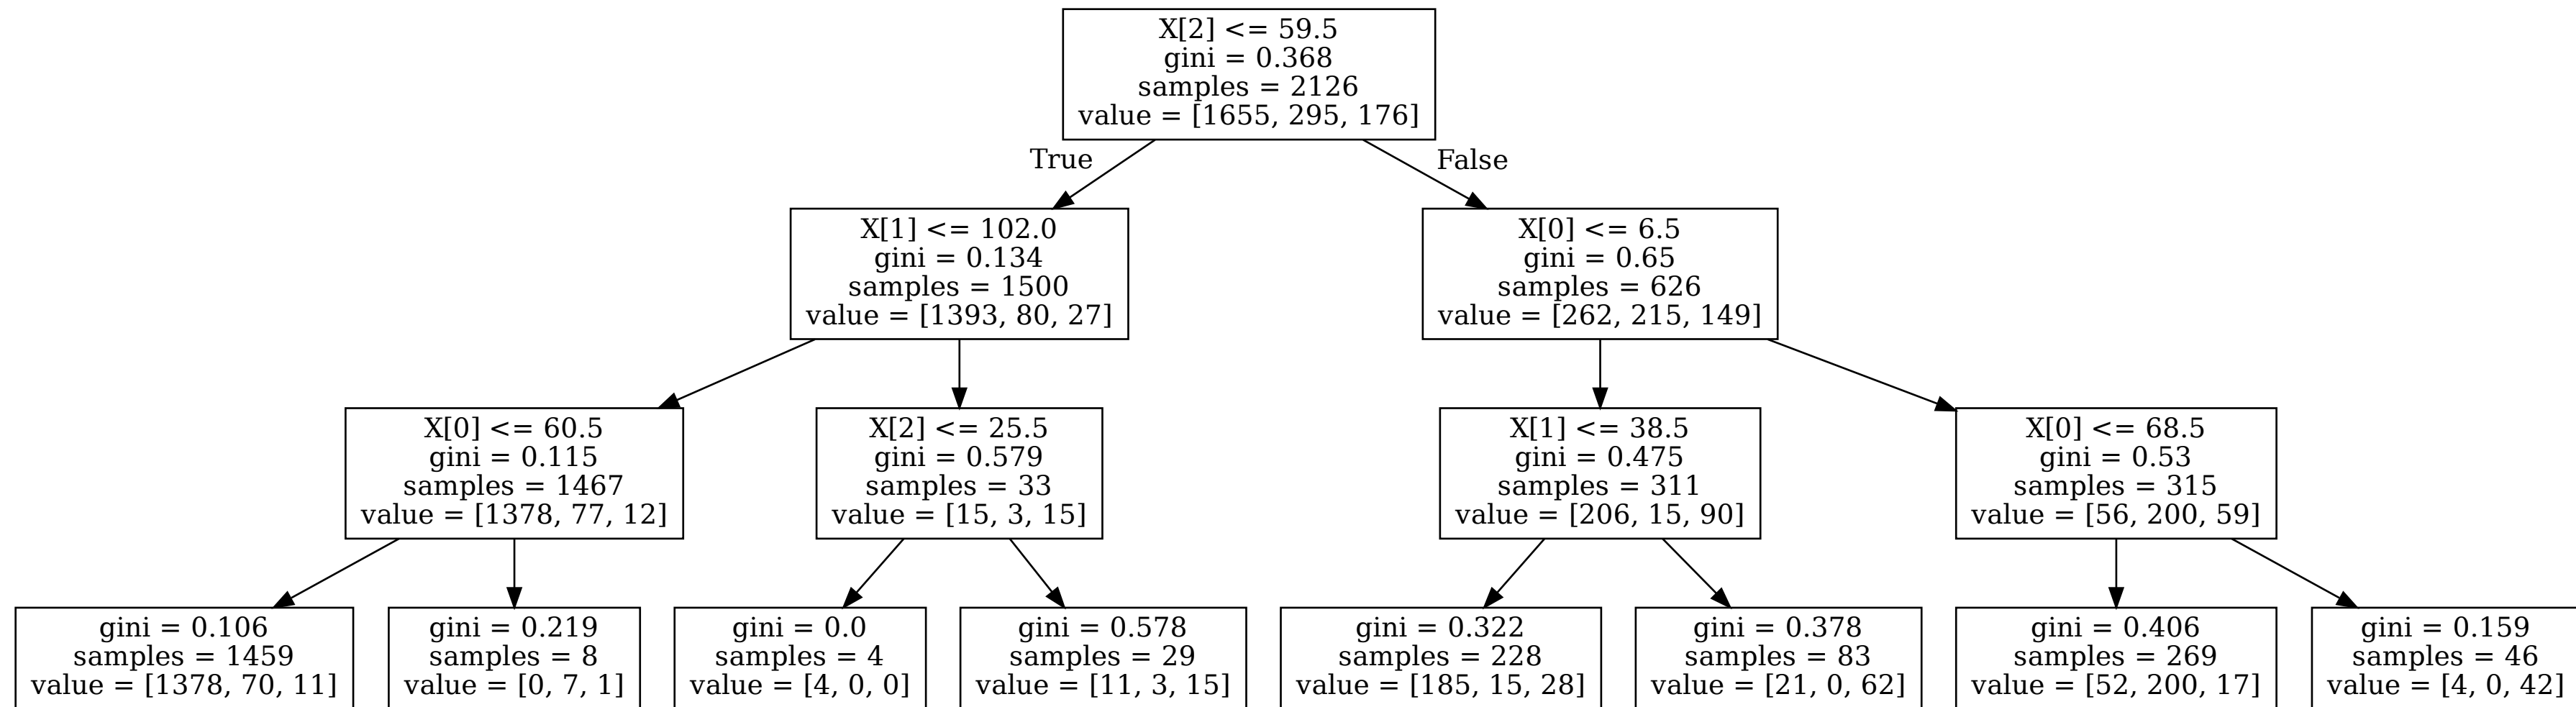 X[2] <= 59.5
gini = 0.368
samples = 2126
value = [1655, 295, 176]
True
False
X[1] <= 102.0
gini = 0.134
samples = 1500
value = [1393, 80, 27]
X[0] <= 6.5
gini = 0.65
samples = 626
value = [262, 215, 149]
X[0] <= 60.5
gini = 0.115
samples = 1467
value = [1378, 77, 12]
X[2] <= 25.5
gini = 0.579
samples = 33
value = [15, 3, 15]
X[1] <= 38.5
gini = 0.475
samples = 311
value = [206, 15, 90]
X[0] <= 68.5
gini = 0.53
samples = 315
value = [56, 200, 59]
gini = 0.106
samples = 1459
value = [1378, 70, 11]
gini = 0.219
samples = 8
value = [0, 7, 1]
gini = 0.0
samples = 4
value = [4, 0, 0]
gini = 0.578
samples = 29
value = [11, 3, 15]
gini = 0.322
samples = 228
value = [185, 15, 28]
gini = 0.378
samples = 83
value = [21, 0, 62]
gini = 0.406
samples = 269
value = [52, 200, 17]
gini = 0.159
samples = 46
value = [4, 0, 42]